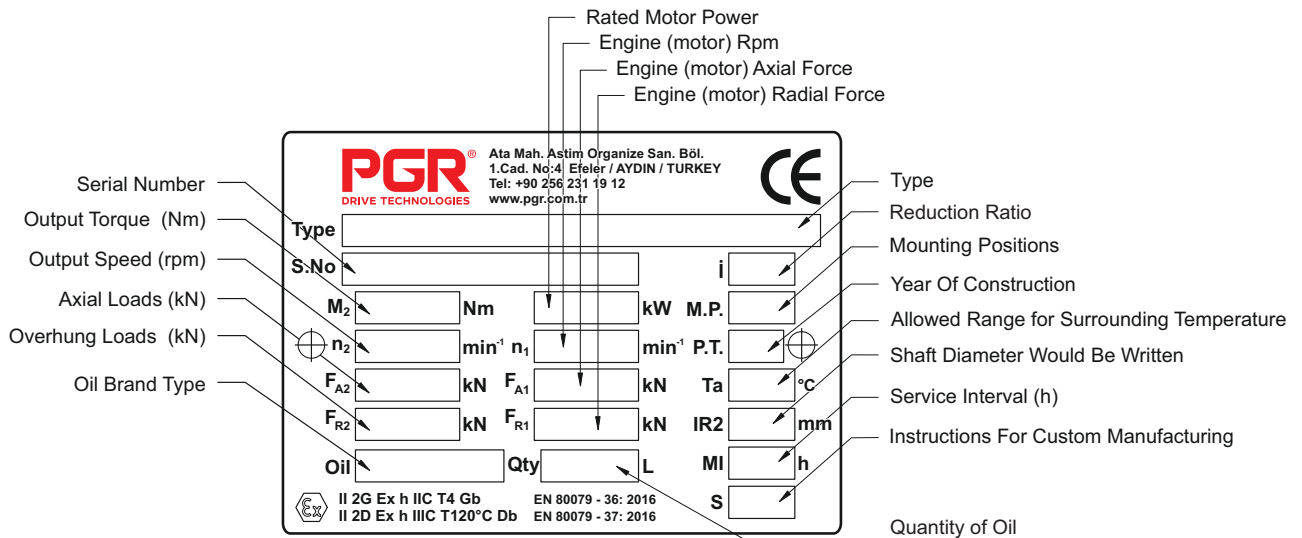 Rated Motor Power
Engine (motor) Rpm
Engine (motor) Axial Force
Engine (motor) Radial Force
PGR®
DRIVE TECHNOLOGIES
Ata Mah. Astim Organize San. Böl.
1.Cad. No:4 Efeler / AYDIN / TURKEY
Tel: +90 256 231 19 12
www.pgr.com.tr
CE
Serial Number
Output Torque (Nm)
Output Speed (rpm)
Axial Loads (kN)
Overhung Loads (kN)
Oil Brand Type
Type
S.No i
M₂ Nm kW M.P.
n₂ min⁻¹ n₁ min⁻¹ P.T.
F_A2 kN F_A1 kN Ta °C
F_R2 kN F_R1 kN IR2 mm
Oil Qty L MI h
S
Ex II 2G Ex h IIC T4 Gb EN 80079 - 36: 2016
II 2D Ex h IIIC T120°C Db EN 80079 - 37: 2016
Type
Reduction Ratio
Mounting Positions
Year Of Construction
Allowed Range for Surrounding Temperature
Shaft Diameter Would Be Written
Service Interval (h)
Instructions For Custom Manufacturing
Quantity of Oil